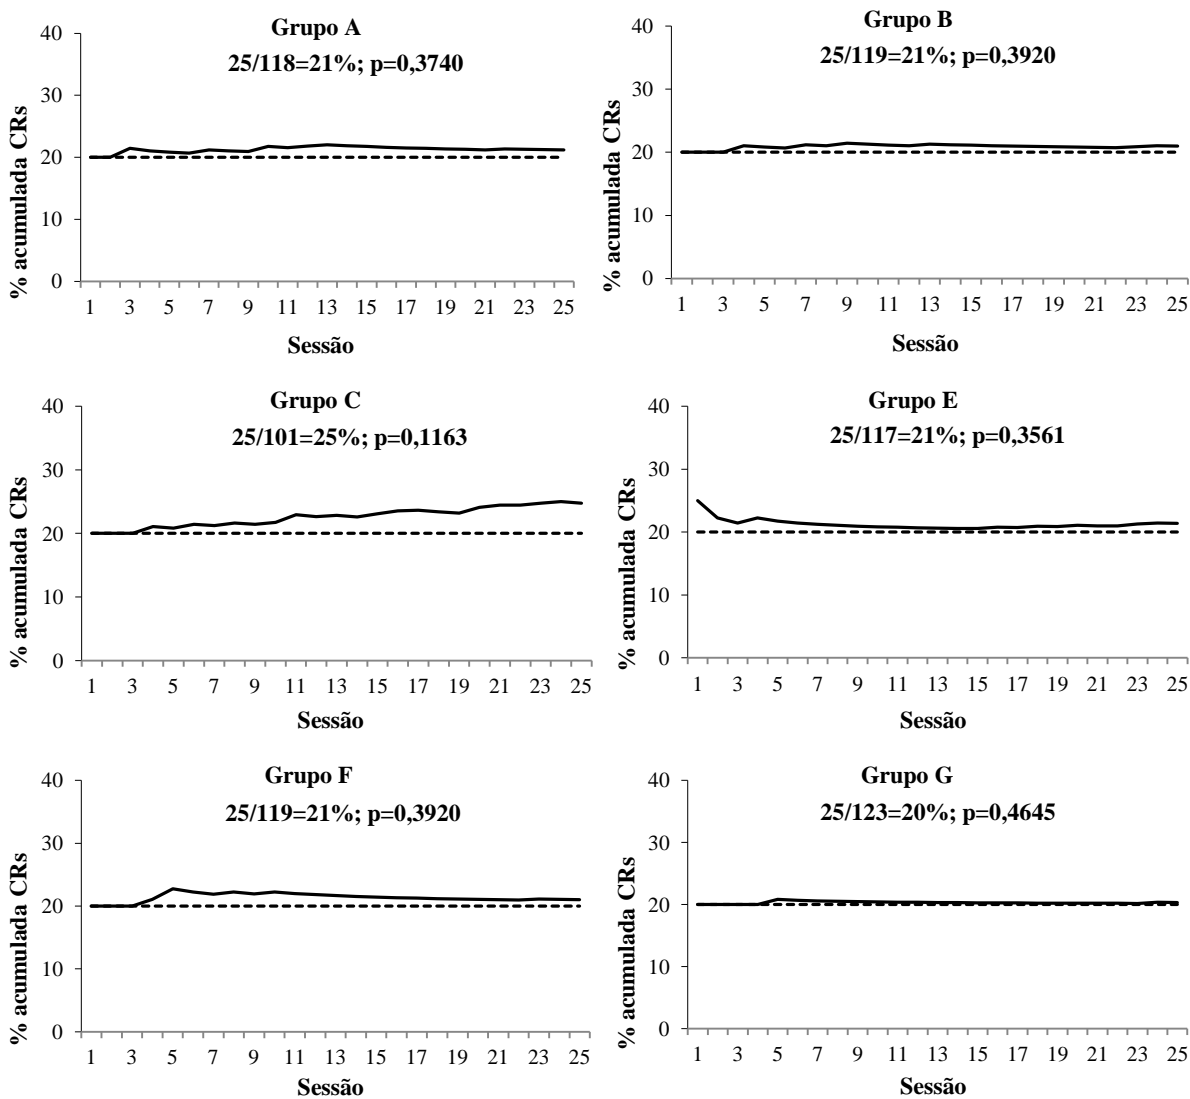 Grupo A
25/118=21%; p=0,3740
% acumulada CRs
40
30
20
10
0
1 3 5 7 9 11 13 15 17 19 21 23 25
Sessão
Grupo B
25/119=21%; p=0,3920
% acumulada CRs
40
30
20
10
0
1 3 5 7 9 11 13 15 17 19 21 23 25
Sessão
Grupo C
25/101=25%; p=0,1163
% acumulada CRs
40
30
20
10
0
1 3 5 7 9 11 13 15 17 19 21 23 25
Sessão
Grupo E
25/117=21%; p=0,3561
% acumulada CRs
40
30
20
10
0
1 3 5 7 9 11 13 15 17 19 21 23 25
Sessão
Grupo F
25/119=21%; p=0,3920
% acumulada CRs
40
30
20
10
0
1 3 5 7 9 11 13 15 17 19 21 23 25
Sessão
Grupo G
25/123=20%; p=0,4645
% acumulada CRs
40
30
20
10
0
1 3 5 7 9 11 13 15 17 19 21 23 25
Sessão